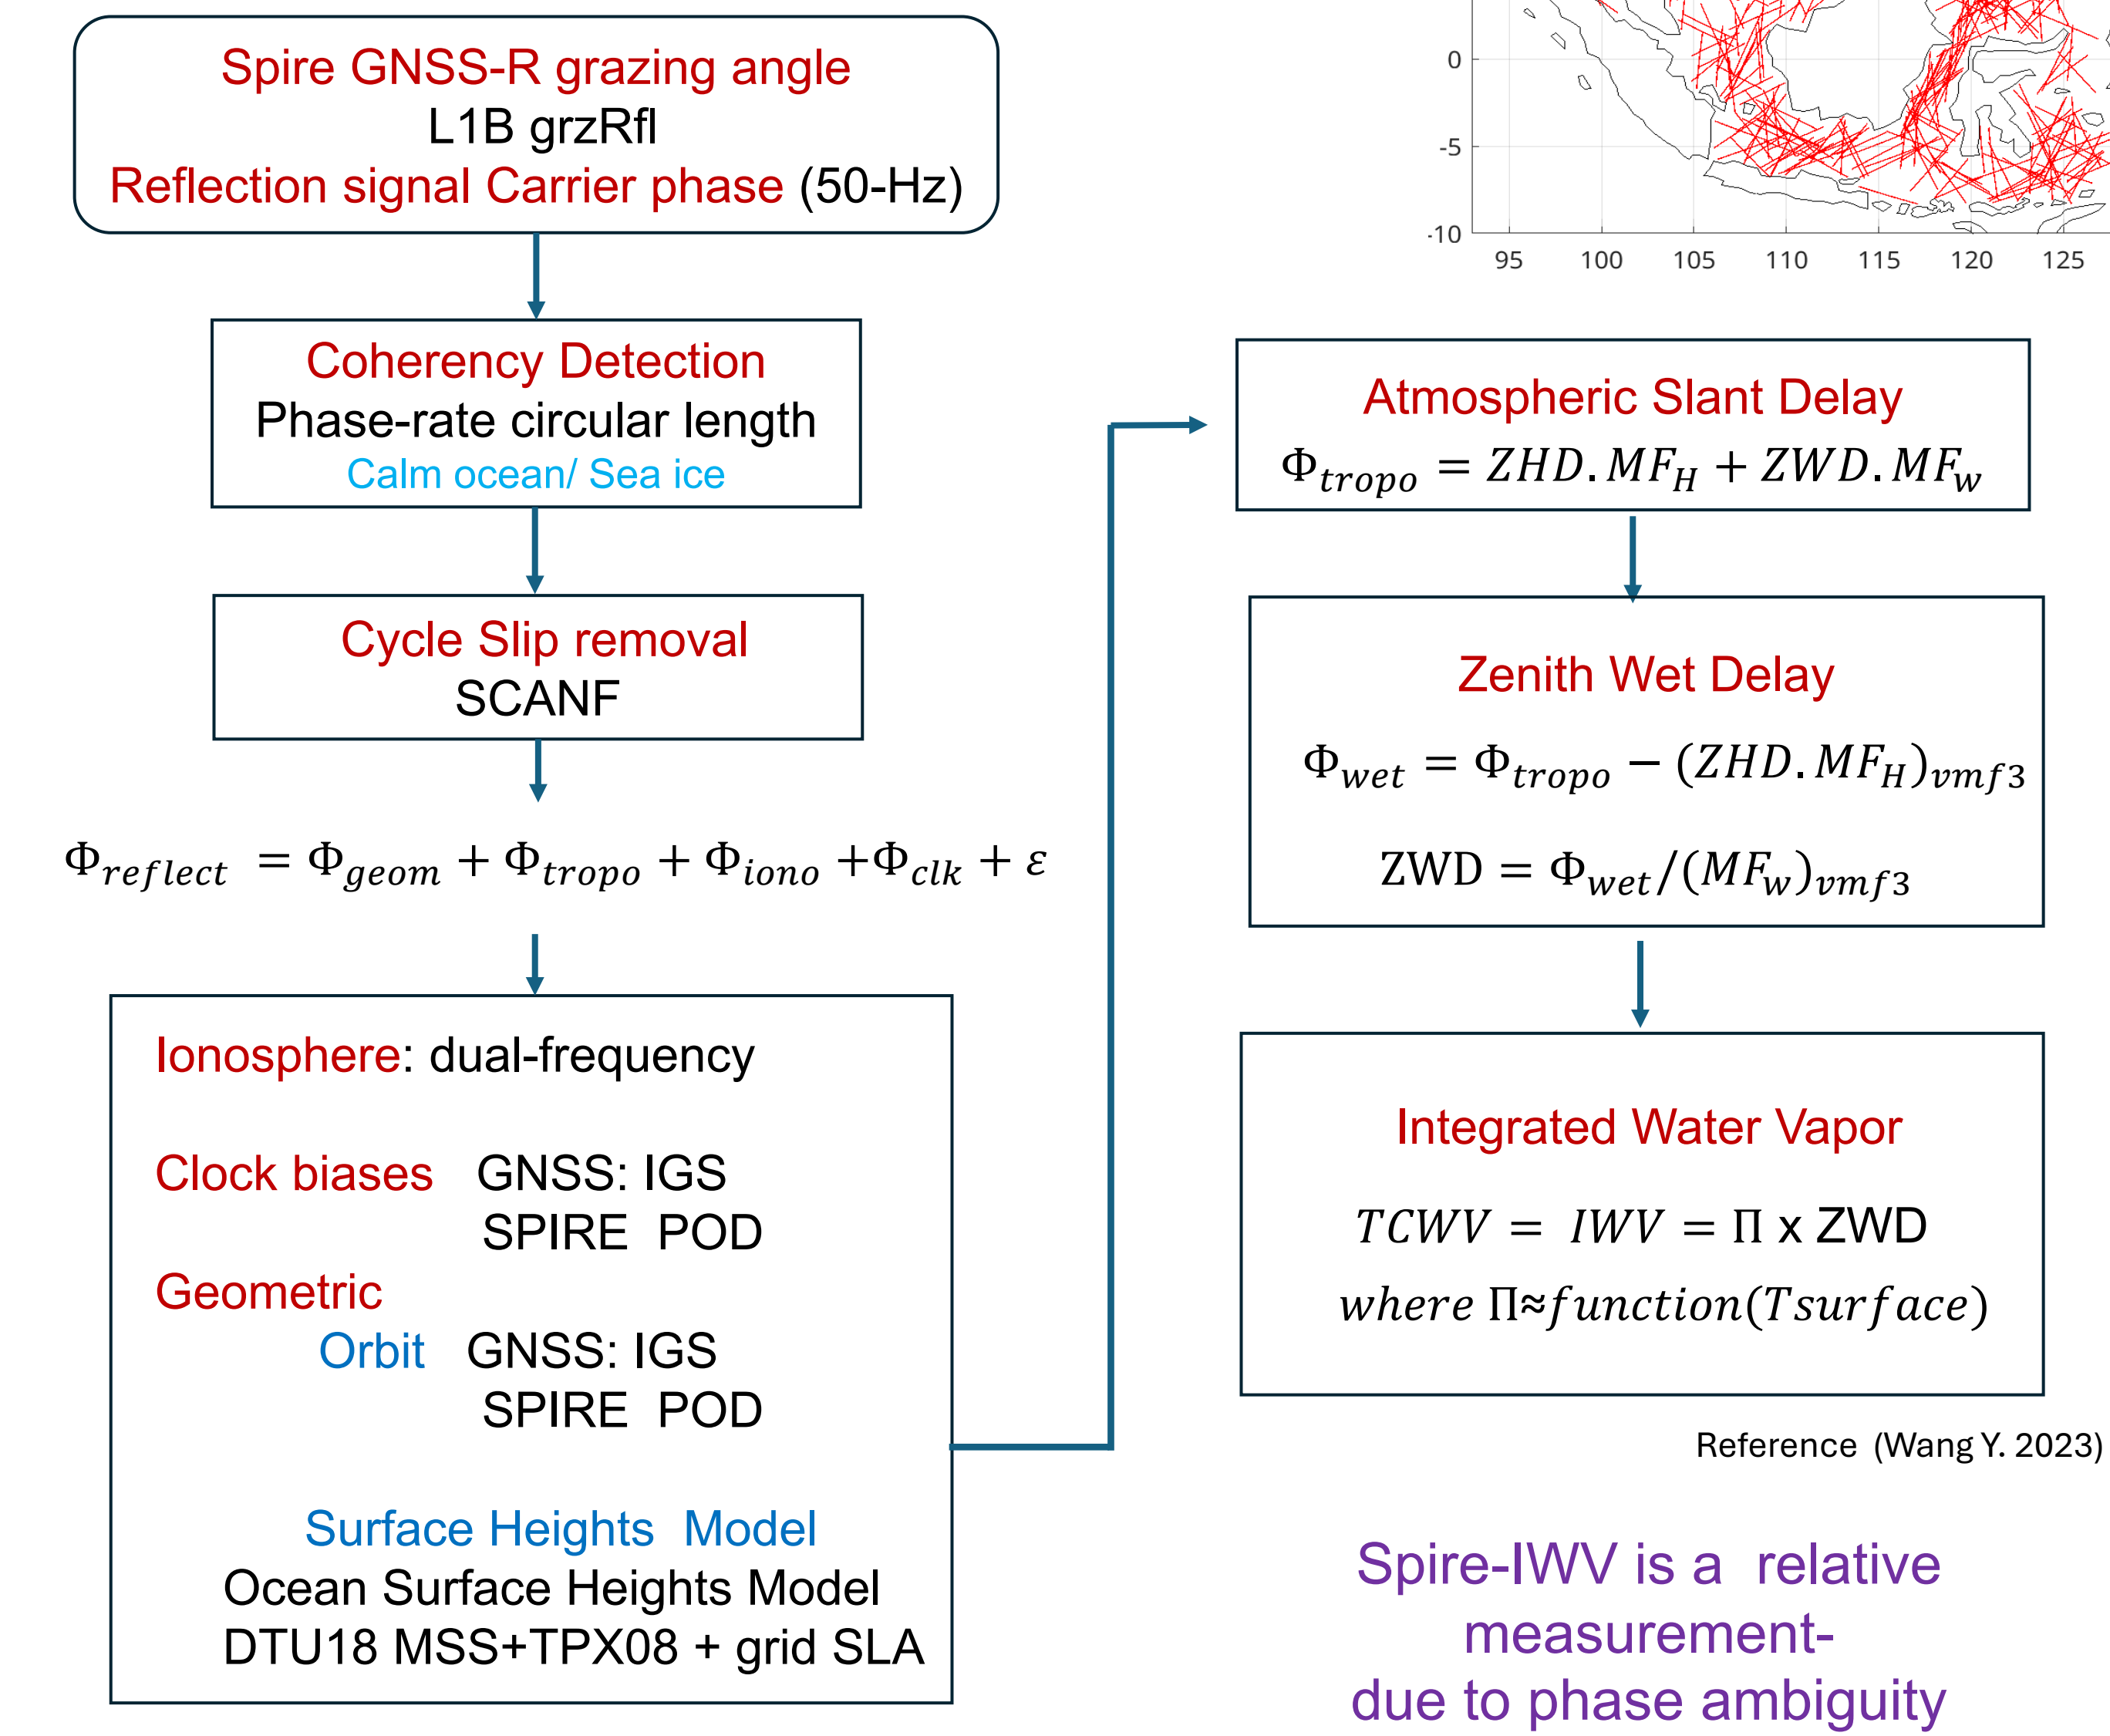 Spire GNSS-R grazing angle
L1B grzRfl
Reflection signal Carrier phase (50-Hz)
Coherency Detection
Phase-rate circular length
Calm ocean/ Sea ice
Cycle Slip removal
SCANF
Φ_reflect = Φ_geom + Φ_tropo + Φ_iono +Φ_clk + ε
Ionosphere: dual-frequency
Clock biases GNSS: IGS
SPIRE POD
Geometric
Orbit GNSS: IGS
SPIRE POD
Surface Heights Model
Ocean Surface Heights Model
DTU18 MSS+TPX08 + grid SLA
0
-5
-10
95 100 105 110 115 120 125
Atmospheric Slant Delay
Φ_tropo = ZHD.MF_H + ZWD.MF_w
Zenith Wet Delay
Φ_wet = Φ_tropo − (ZHD.MF_H)_vmf3
ZWD = Φ_wet/(MF_w)_vmf3
Integrated Water Vapor
TCWV = IWV = Π x ZWD
where Π≈function(Tsurface)
Reference (Wang Y. 2023)
Spire-IWV is a relative
measurement-
due to phase ambiguity